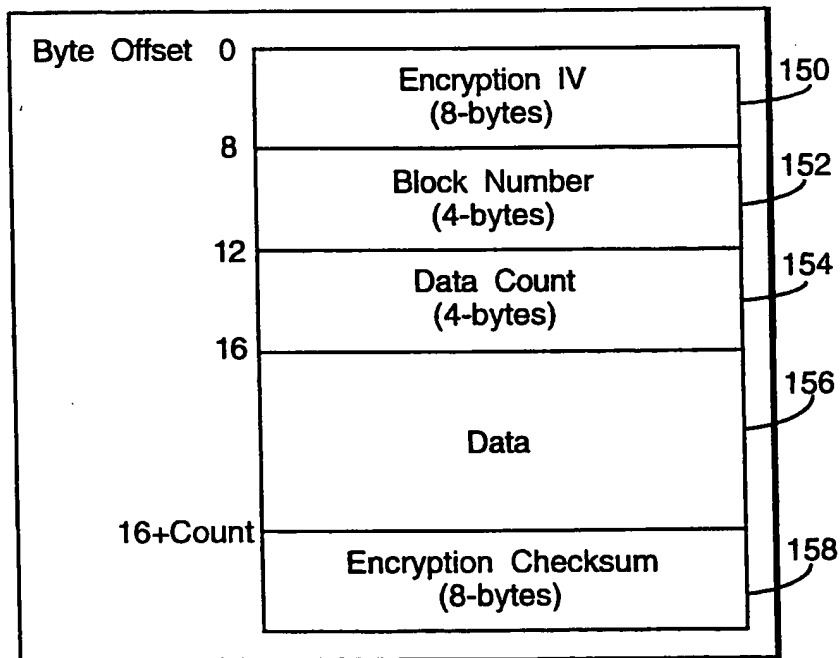 Byte Offset 0
Encryption IV
(8-bytes)
150
8
Block Number
(4-bytes)
152
12
Data Count
(4-bytes)
154
16
Data
156
16+Count
Encryption Checksum
(8-bytes)
158